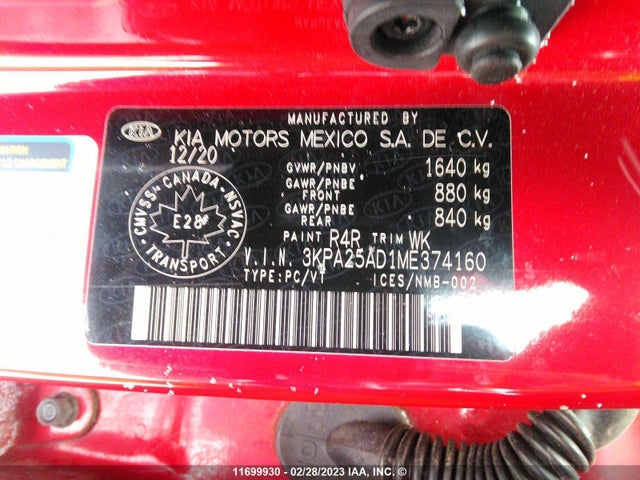 MANUFACTURED BY
KIA KIA MOTORS MEXICO S.A. DE C.V.
12/20
GVWR/PNBV 1640 kg
GAWR/PNBE FRONT 880 kg
GAWR/PNBE REAR 840 kg
CMVSS-CANADA-NSVAC
E28
TRANSPORT
PAINT R4R TRIM WK
V.I.N. 3KPA25AD1ME374160
TYPE:PC/VT ICES/NMB-002
11699930 - 02/28/2023 IAA, INC.©